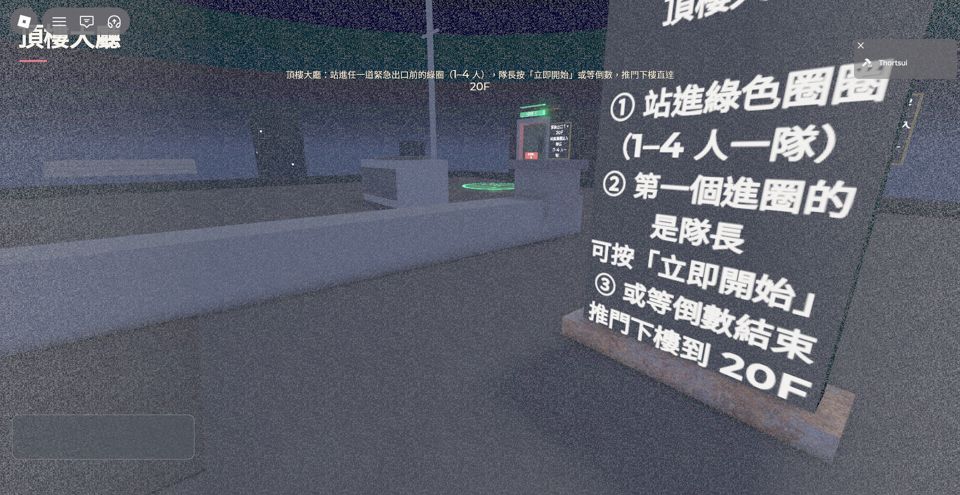 頂樓大廳
頂樓大廳：站進任一道緊急出口前的綠圈（1–4 人），隊長按「立即開始」或等倒數，推門下樓直達
20F
Thortsui
① 站進綠色圈圈
（1–4 人一隊）
② 第一個進圈的
是隊長
可按「立即開始」
③ 或等倒數結束
推門下樓到 20F